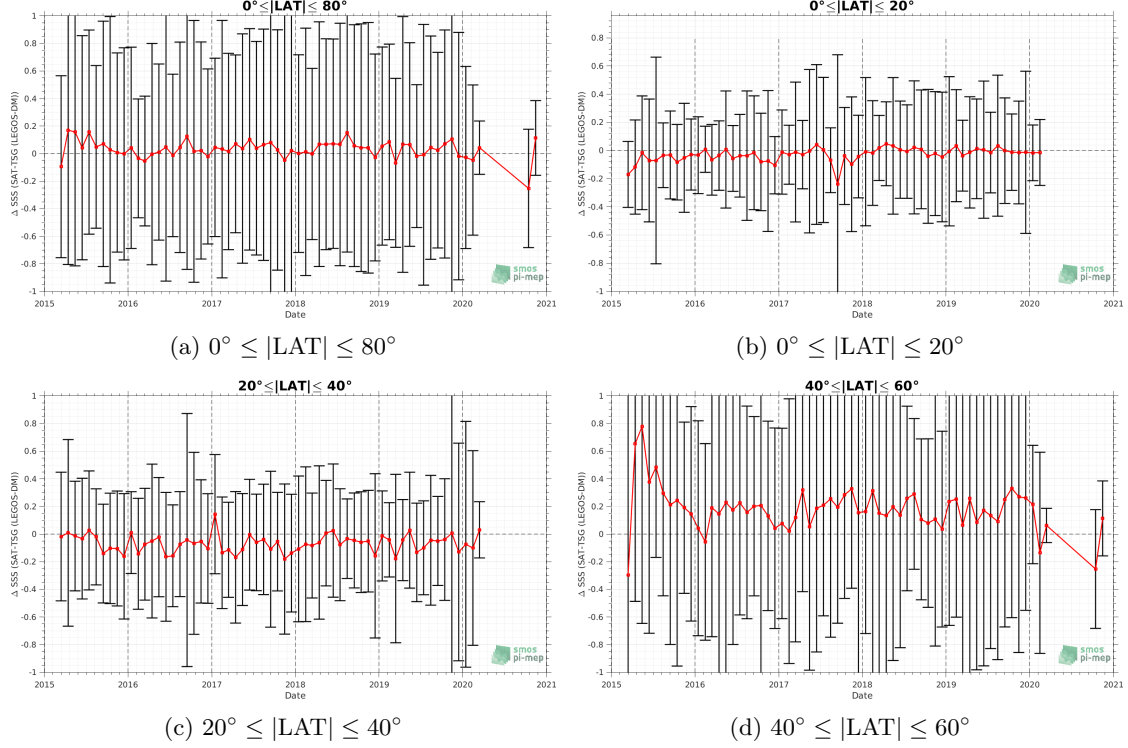 0°≤|LAT|≤ 80°
Δ SSS (SAT-TSG (LEGOS-DM))
1
0.8
0.6
0.4
0.2
0
-0.2
-0.4
-0.6
-0.8
-1
2015 2016 2017 2018 2019 2020 2021
Date
smos
pi-mep
(a) 0° ≤ |LAT| ≤ 80°
0°≤|LAT|≤ 20°
Δ SSS (SAT-TSG (LEGOS-DM))
0.8
0.6
0.4
0.2
0
-0.2
-0.4
-0.6
-0.8
-1
2015 2016 2017 2018 2019 2020 2021
Date
smos
pi-mep
(b) 0° ≤ |LAT| ≤ 20°
20°≤|LAT|≤ 40°
Δ SSS (SAT-TSG (LEGOS-DM))
1
0.8
0.6
0.4
0.2
0
-0.2
-0.4
-0.6
-0.8
-1
2015 2016 2017 2018 2019 2020 2021
Date
smos
pi-mep
(c) 20° ≤ |LAT| ≤ 40°
40°≤|LAT|≤ 60°
Δ SSS (SAT-TSG (LEGOS-DM))
1
0.8
0.6
0.4
0.2
0
-0.2
-0.4
-0.6
-0.8
-1
2015 2016 2017 2018 2019 2020 2021
Date
smos
pi-mep
(d) 40° ≤ |LAT| ≤ 60°